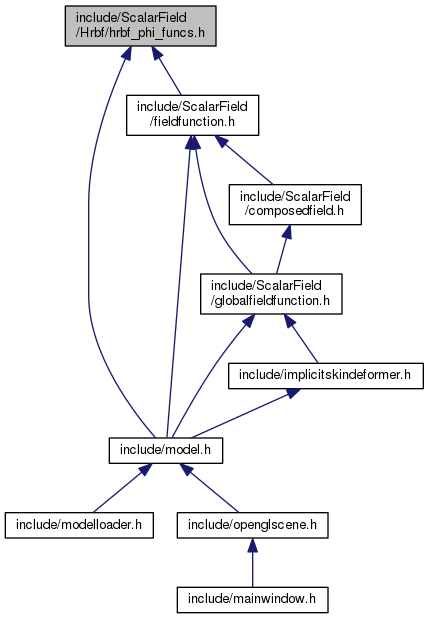 include/ScalarField
/Hrbf/hrbf_phi_funcs.h
include/ScalarField
/fieldfunction.h
include/ScalarField
/composedfield.h
include/ScalarField
/globalfieldfunction.h
include/implicitskindeformer.h
include/model.h
include/modelloader.h
include/openglscene.h
include/mainwindow.h